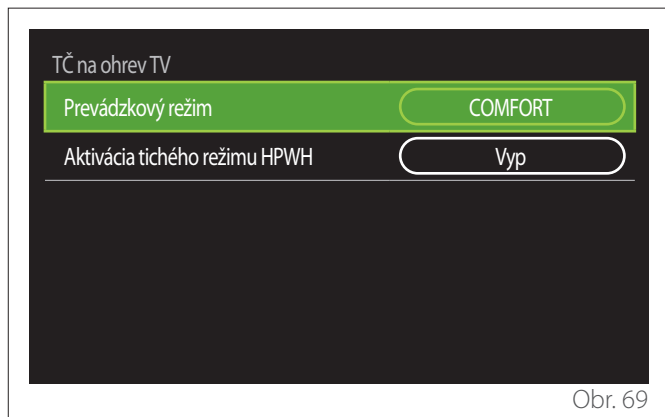 TČ na ohrev TV
Prevádzkový režim COMFORT
Aktivácia tichého režimu HPWH Vyp
Obr. 69